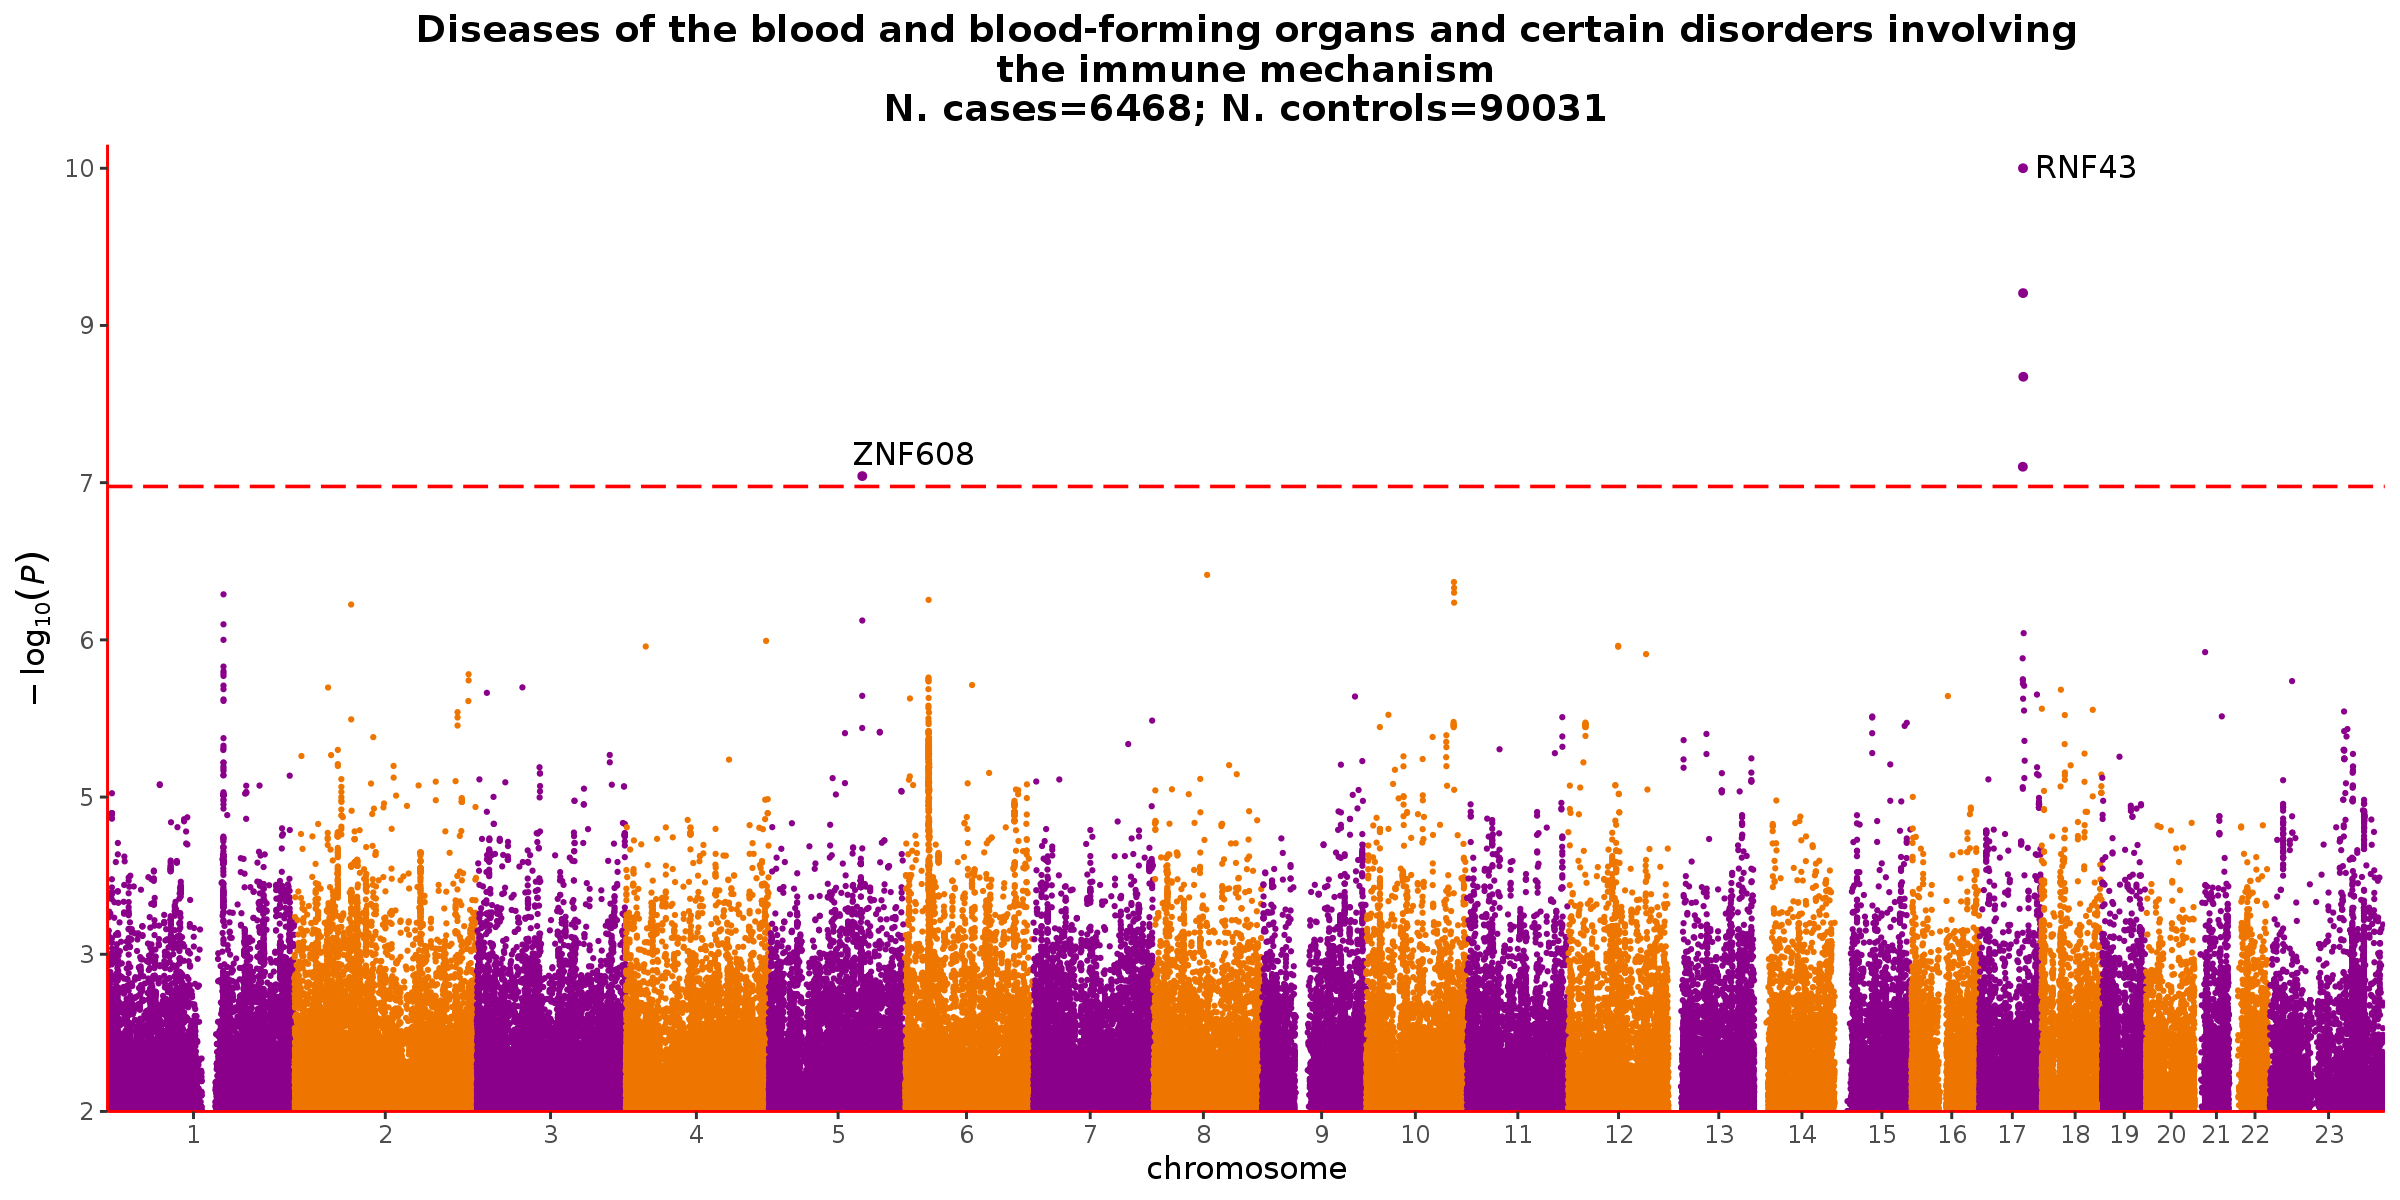 Diseases of the blood and blood-forming organs and certain disorders involving
the immune mechanism
N. cases=6468; N. controls=90031
10
RNF43
9
ZNF608
7
6
5
3
2
−log₁₀(P)
1 2 3 4 5 6 7 8 9 10 11 12 13 14 15 16 17 18 19 20 21 22 23
chromosome